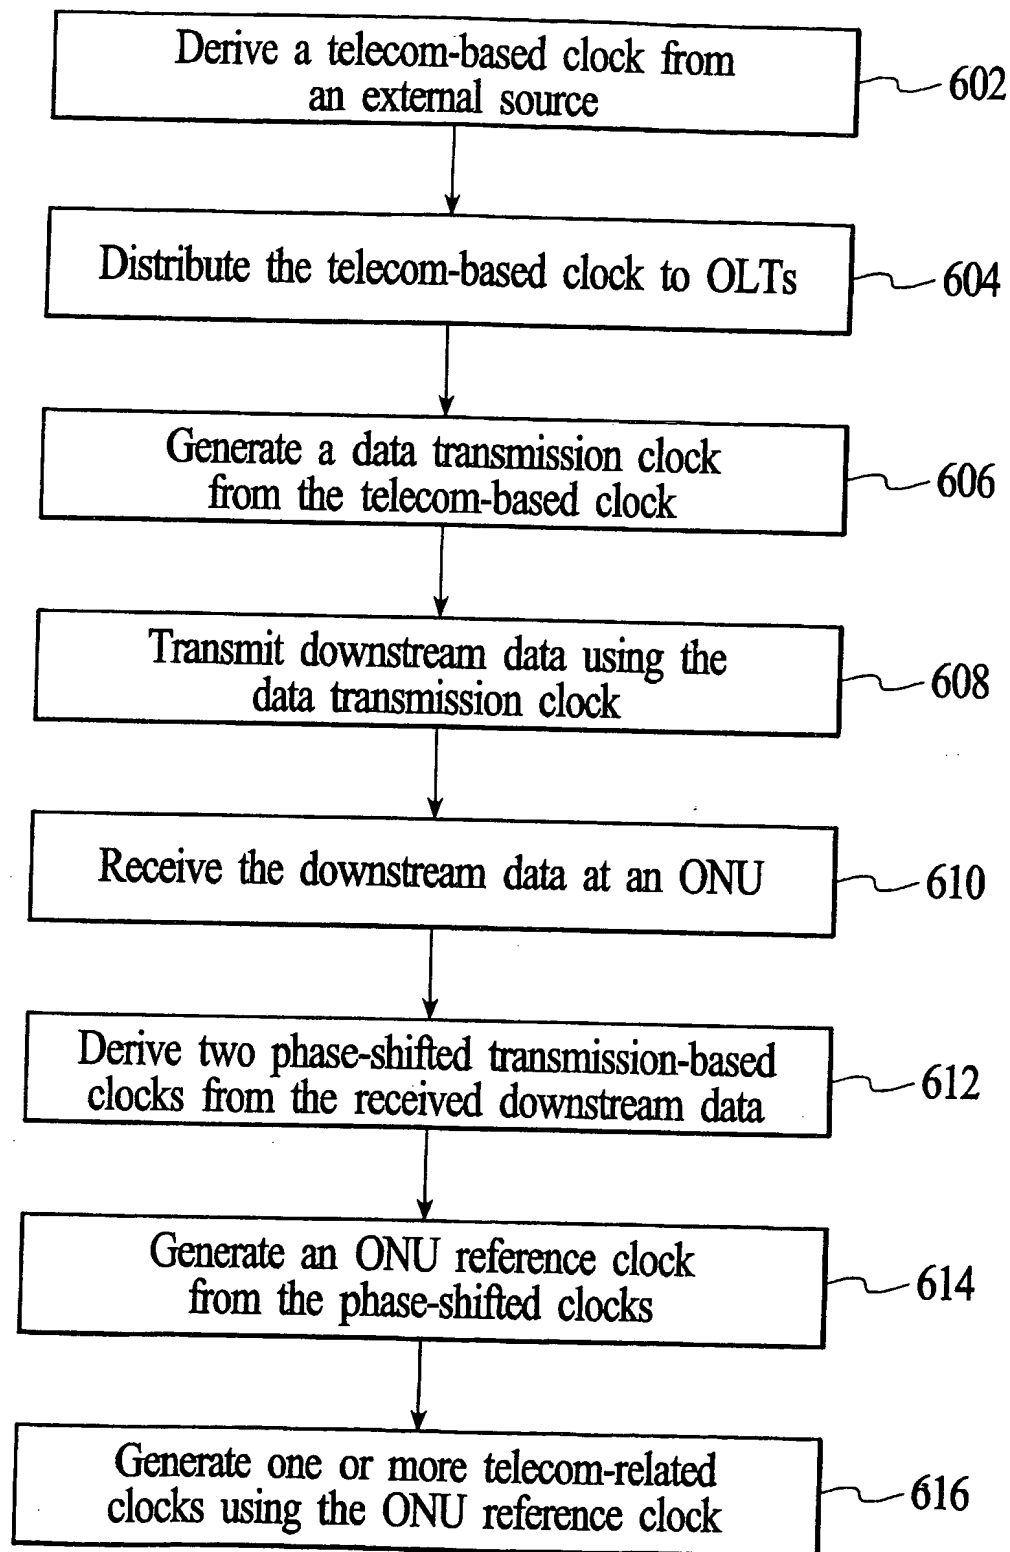 Derive a telecom-based clock from
an external source
602
Distribute the telecom-based clock to OLTs
604
Generate a data transmission clock
from the telecom-based clock
606
Transmit downstream data using the
data transmission clock
608
Receive the downstream data at an ONU
610
Derive two phase-shifted transmission-based
clocks from the received downstream data
612
Generate an ONU reference clock
from the phase-shifted clocks
614
Generate one or more telecom-related
clocks using the ONU reference clock
616